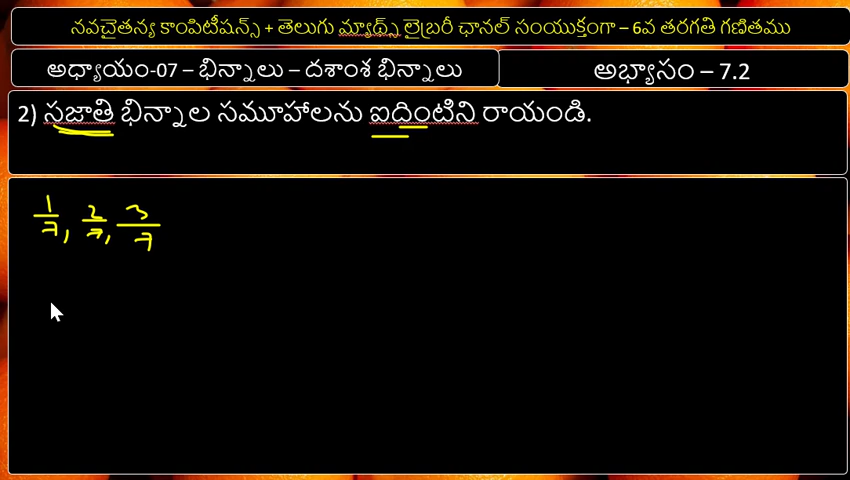 నవచైతన్య కాంపిటీషన్స్ + తెలుగు మ్యాథ్స్ లైబ్రరీ ఛానల్ సంయుక్తంగా – 6వ తరగతి గణితము
అధ్యాయం-07 – భిన్నాలు – దశాంశ భిన్నాలు
అభ్యాసం – 7.2
2) సజాతి భిన్నాల సమూహాలను ఐదింటిని రాయండి.
1/7, 2/7, 3/7